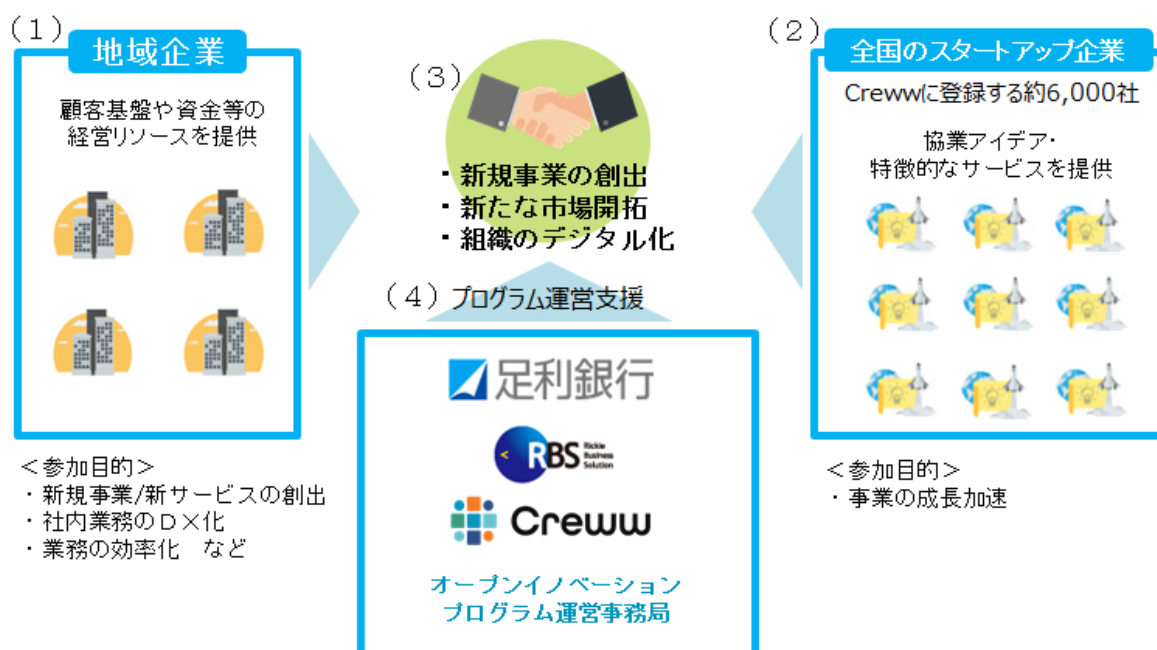 （１）
地域企業
顧客基盤や資金等の
経営リソースを提供
＜参加目的＞
・新規事業/新サービスの創出
・社内業務のＤＸ化
・業務の効率化　など
（２）
全国のスタートアップ企業
Crewwに登録する約6,000社
協業アイデア・
特徴的なサービスを提供
＜参加目的＞
・事業の成長加速
（３）
・新規事業の創出
・新たな市場開拓
・組織のデジタル化
（４）プログラム運営支援
足利銀行
RBS Rickie Business Solution
Creww
オープンイノベーション
プログラム運営事務局